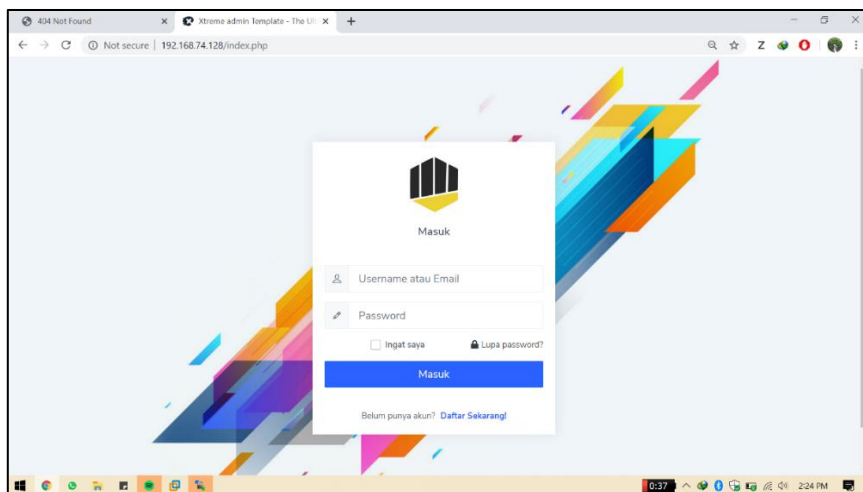 404 Not Found
Xtreme admin Template - The Ul
Not secure | 192.168.74.128/index.php
Masuk
Username atau Email
Password
Ingat saya
Lupa password?
Masuk
Belum punya akun? Daftar Sekarang!
0:37
2:24 PM